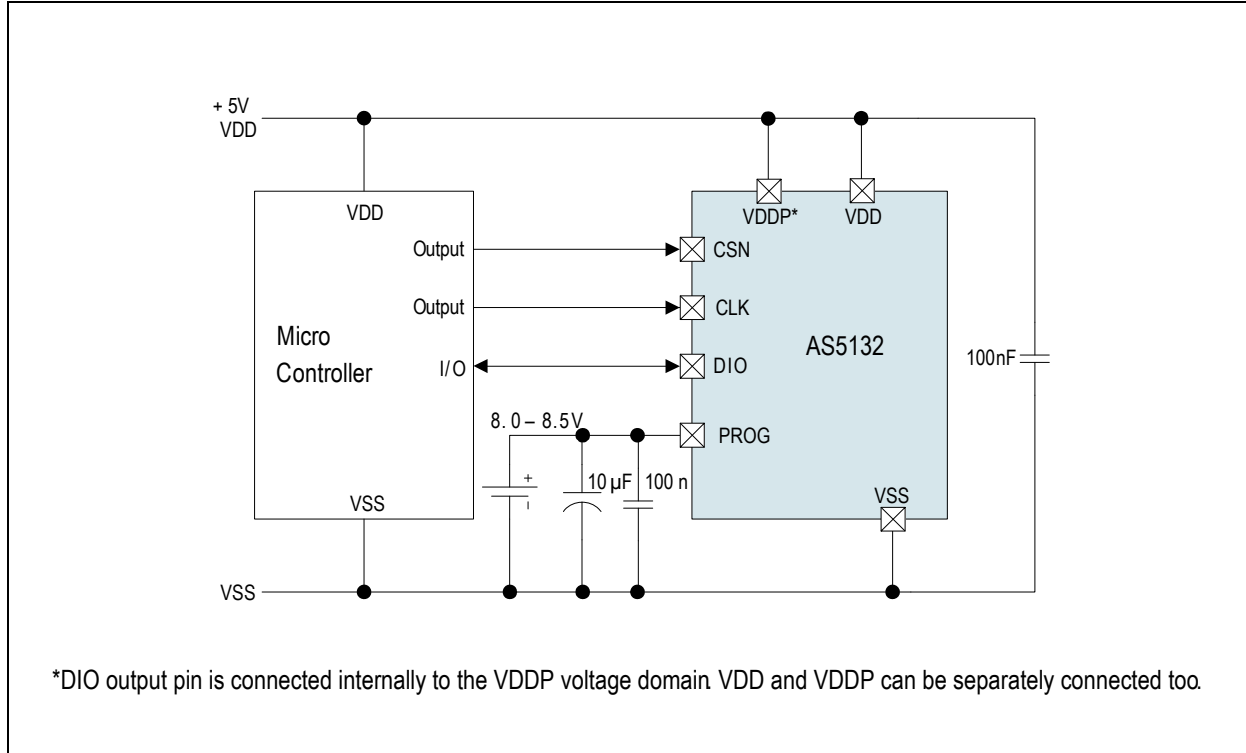 + 5V
VDD
VDD
VDDP*
VDD
Output
CSN
Output
CLK
Micro
Controller
AS5132
100nF
I/O
DIO
8.0 – 8.5V
PROG
+
10 µF
100 n
–
VSS
VSS
VSS
*DIO output pin is connected internally to the VDDP voltage domain. VDD and VDDP can be separately connected too.